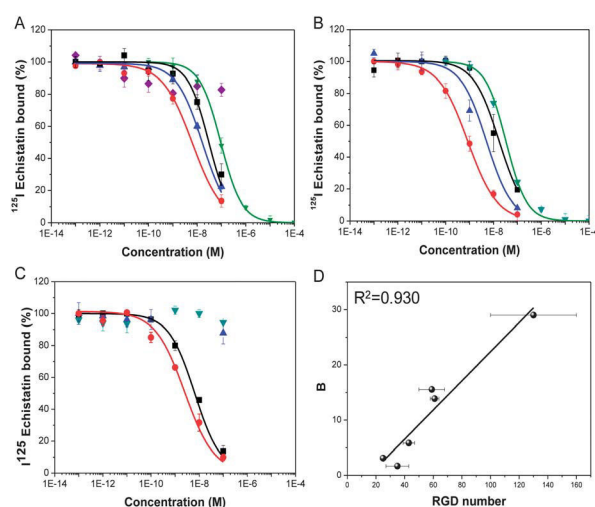 A
125I Echistatin bound (%)
120
100
80
60
40
20
0
1E-14 1E-12 1E-10 1E-8 1E-6 1E-4
Concentration (M)
B
125I Echistatin bound (%)
120
100
80
60
40
20
0
1E-14 1E-12 1E-10 1E-8 1E-6 1E-4
Concentration (M)
C
I125 Echistatin bound (%)
120
100
80
60
40
20
0
1E-14 1E-12 1E-10 1E-8 1E-6 1E-4
Concentration (M)
D
R2=0.930
B
30
20
10
0
0 20 40 60 80 100 120 140 160
RGD number